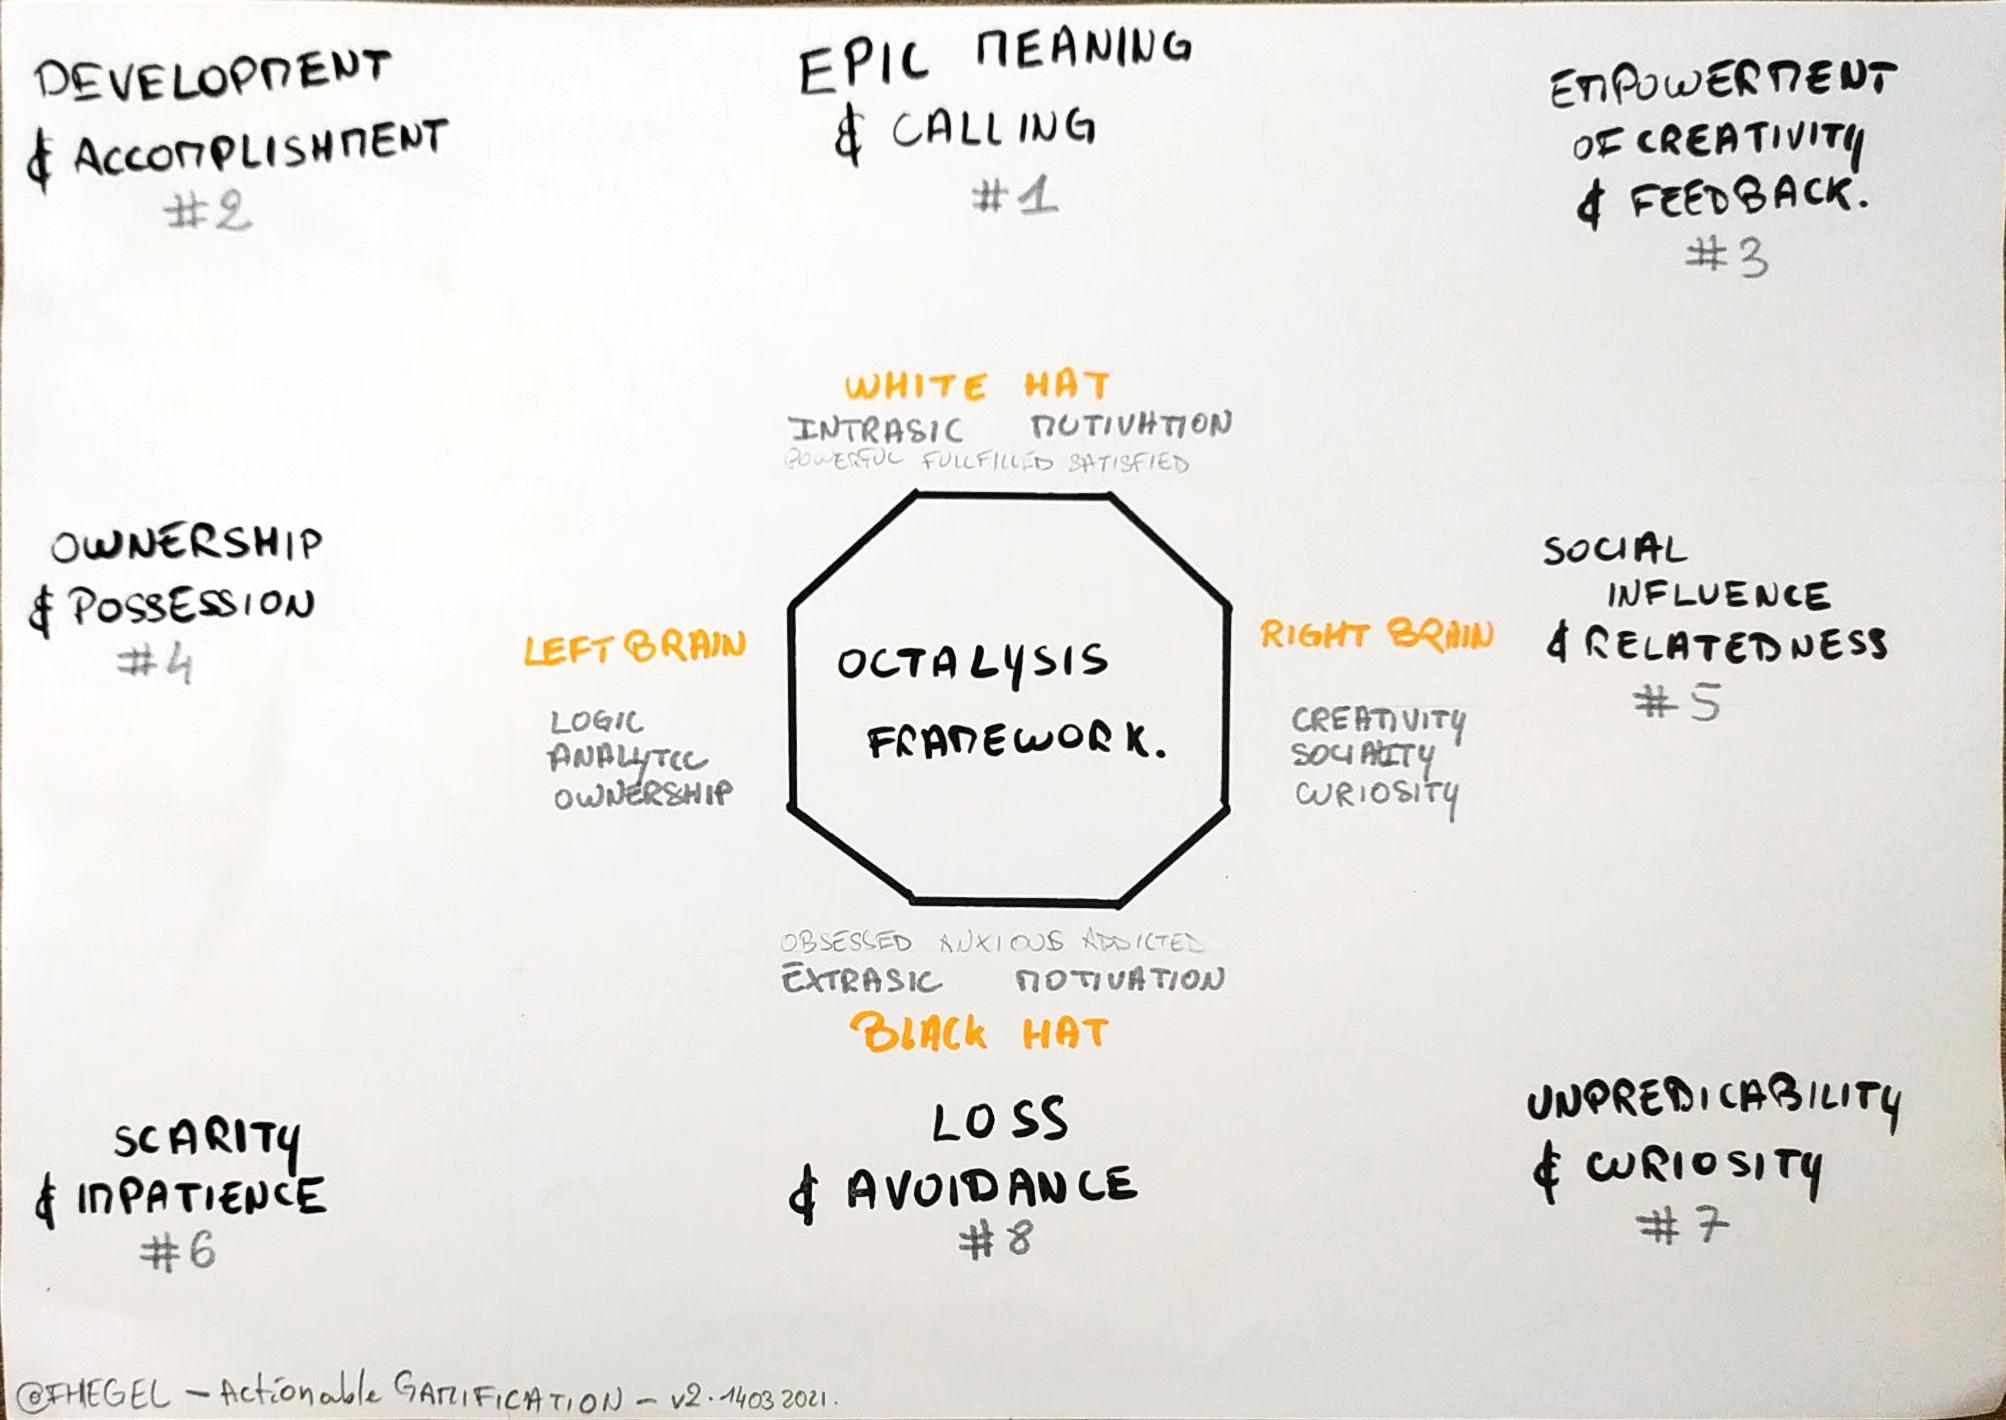 DEVELOPMENT
& ACCOMPLISHMENT
#2
EPIC MEANING
& CALLING
#1
EMPOWERMENT
OF CREATIVITY
& FEEDBACK.
#3
WHITE HAT
INTRASIC MOTIVATION
POWERFUL FULLFILLED SATISFIED
OWNERSHIP
& POSSESSION
#4
LEFT BRAIN
LOGIC
ANALYTCC
OWNERSHIP
OCTALYSIS
FRAMEWORK.
RIGHT BRAIN
CREATIVITY
SOCIALITY
CURIOSITY
SOCIAL
INFLUENCE
& RELATEDNESS
#5
OBSESSED ANXIOUS ADDICTED
EXTRASIC MOTIVATION
BLACK HAT
SCARITY
& IMPATIENCE
#6
LOSS
& AVOIDANCE
#8
UNPREDICABILITY
& CURIOSITY
#7
@FHEGEL - Actionable GAMIFICATION - v2.14032021.